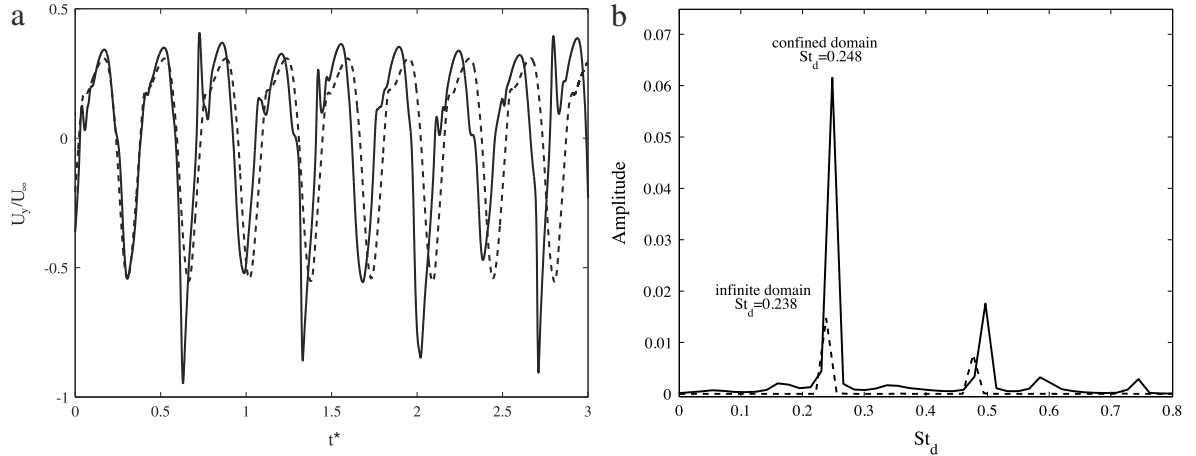 a
0.5
0
-0.5
-1
U_y/U_∞
0 0.5 1 1.5 2 2.5 3
t*
b
0.07
0.06
0.05
0.04
0.03
0.02
0.01
0
Amplitude
confined domain
St_d=0.248
infinite domain
St_d=0.238
0 0.1 0.2 0.3 0.4 0.5 0.6 0.7 0.8
St_d